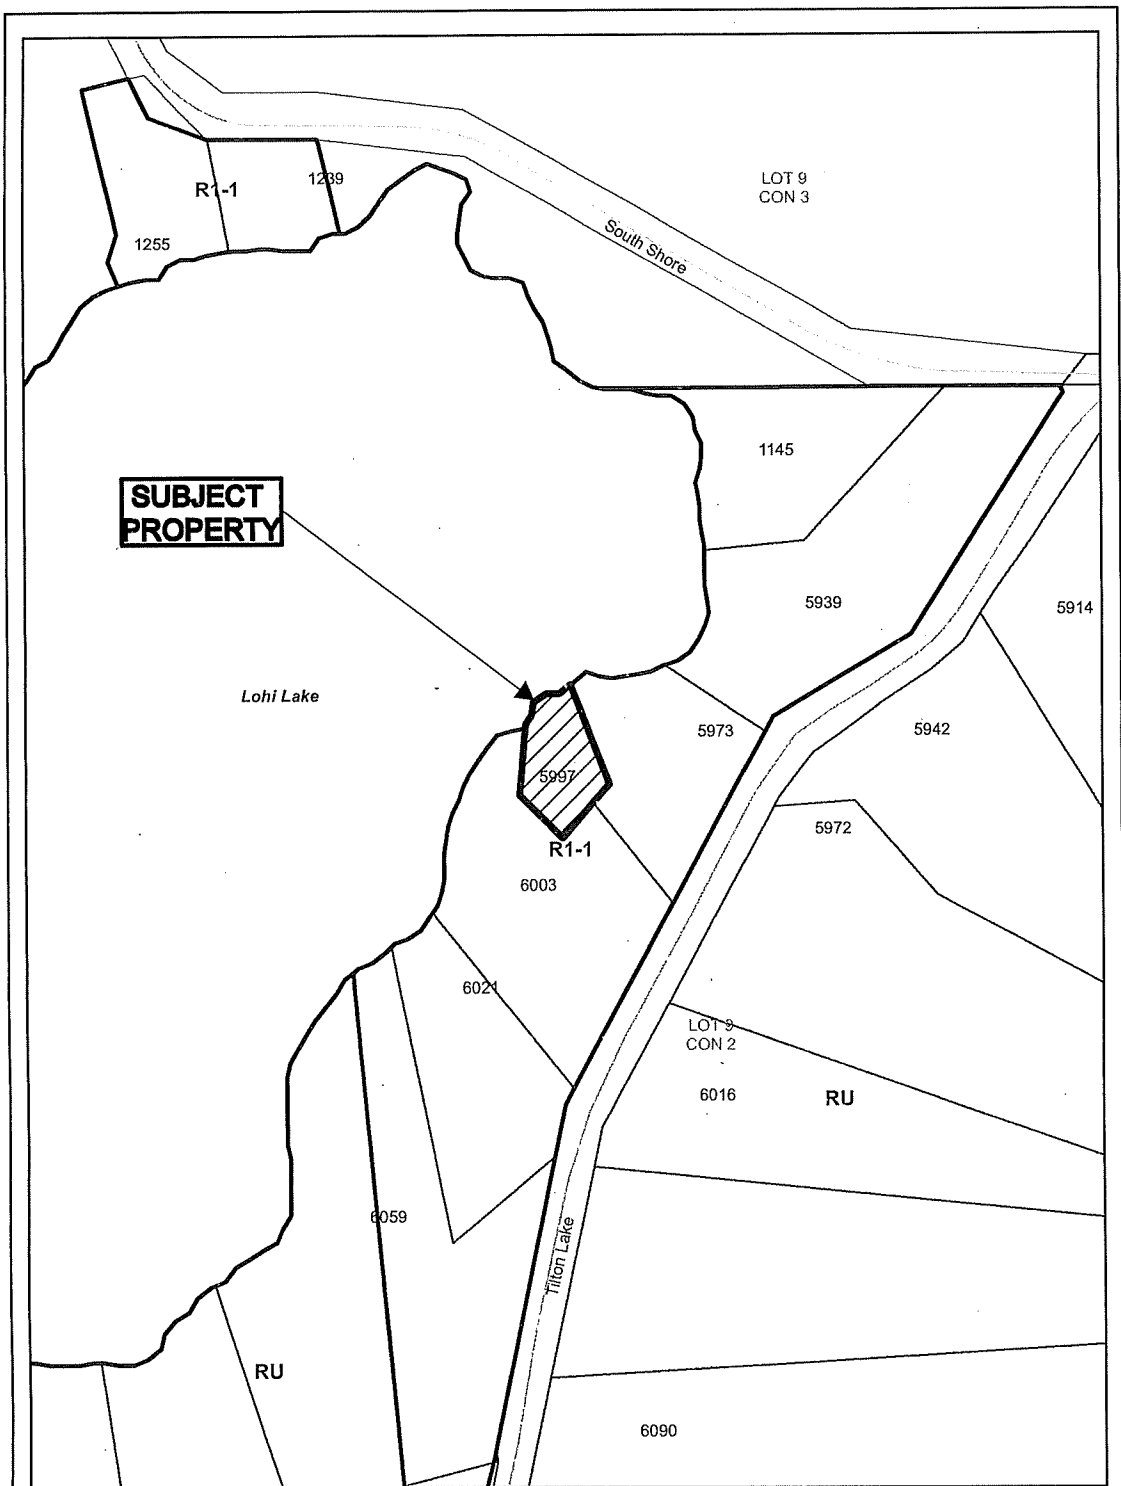 LOT 9
CON 3
R1-1
1239
1255
South Shore
1145
SUBJECT
PROPERTY
5939
5914
Lohi Lake
5973
5942
5997
5972
R1-1
6003
6021
LOT 9
CON 2
6016
RU
6059
Tilton Lake
RU
6090